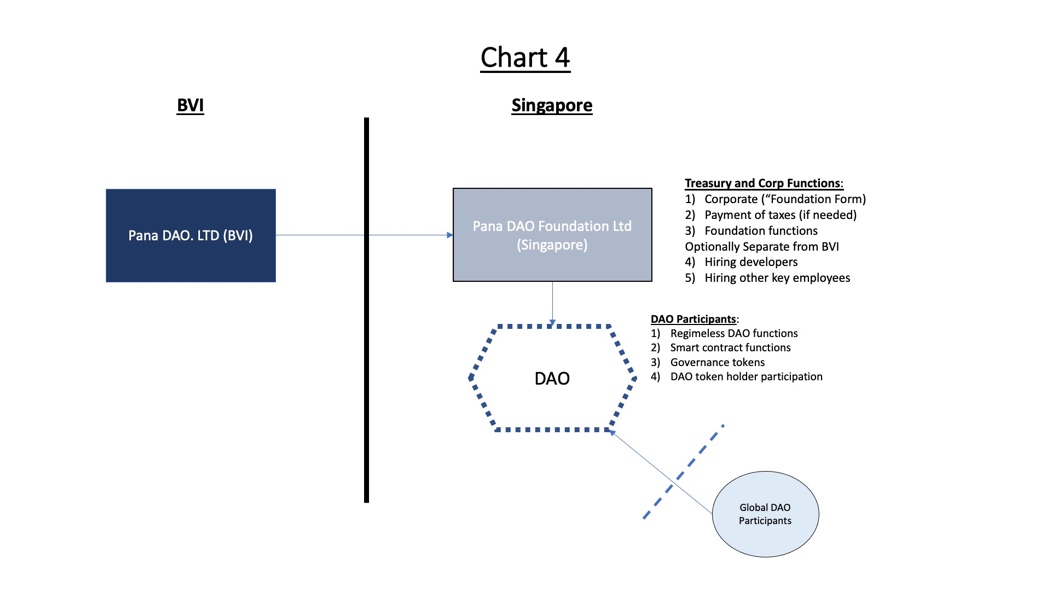 Chart 4
BVI
Singapore
Pana DAO. LTD (BVI)
Pana DAO Foundation Ltd
(Singapore)
Treasury and Corp Functions:
1) Corporate (“Foundation Form)
2) Payment of taxes (if needed)
3) Foundation functions
Optionally Separate from BVI
4) Hiring developers
5) Hiring other key employees
DAO Participants:
1) Regimeless DAO functions
2) Smart contract functions
3) Governance tokens
4) DAO token holder participation
DAO
Global DAO
Participants